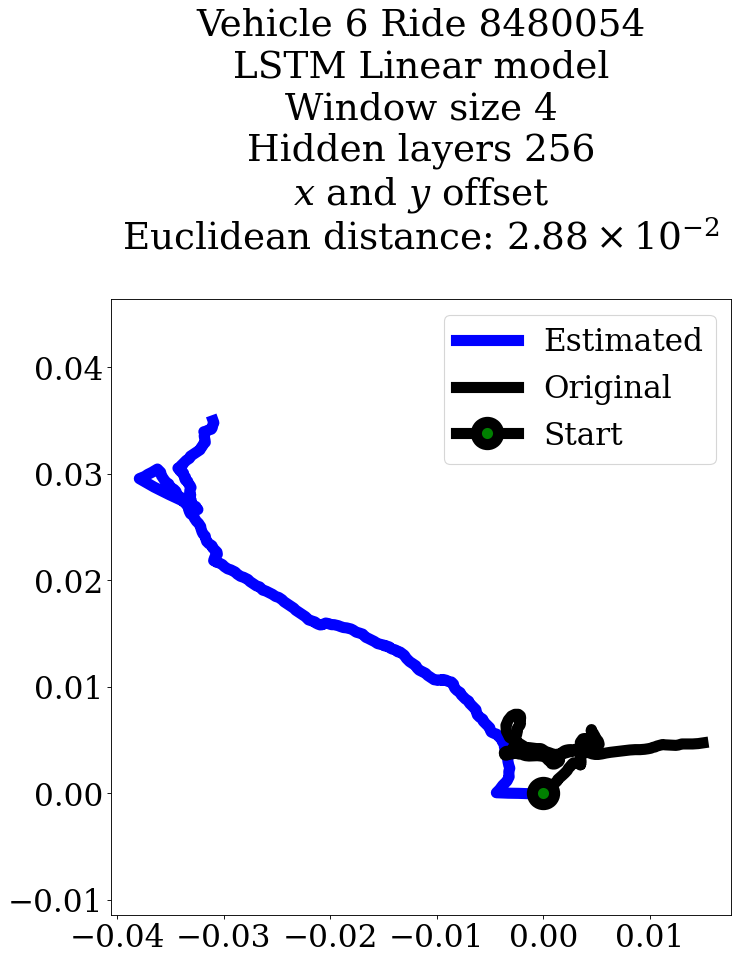 Vehicle 6 Ride 8480054
LSTM Linear model
Window size 4
Hidden layers 256
x and y offset
Euclidean distance: 2.88 × 10⁻²
Estimated
Original
Start
0.04
0.03
0.02
0.01
0.00
−0.01
−0.04 −0.03 −0.02 −0.01 0.00 0.01